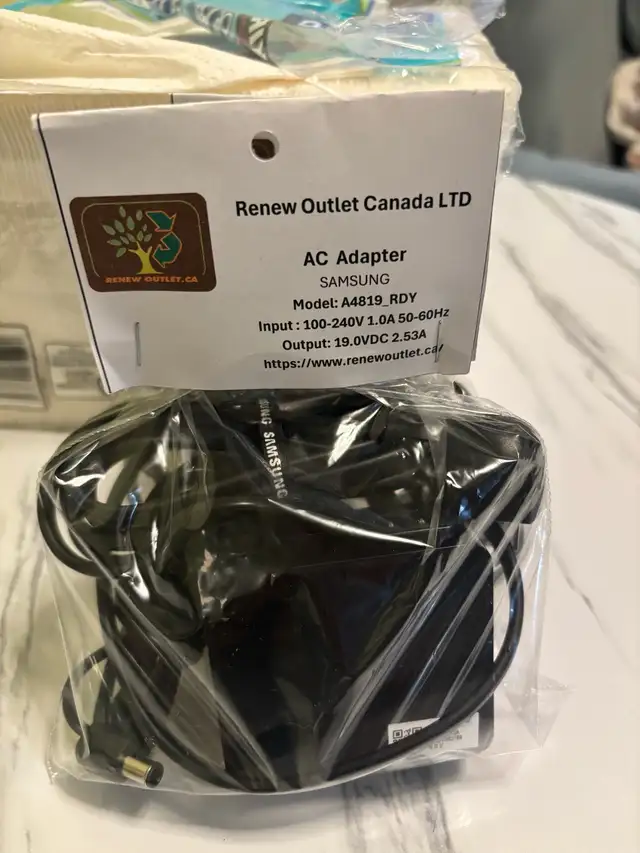 Renew Outlet Canada LTD
RENEW OUTLET.CA
AC Adapter
SAMSUNG
Model: A4819_RDY
Input : 100-240V 1.0A 50-60Hz
Output: 19.0VDC 2.53A
https://www.renewoutlet.ca/
SAMSUNG